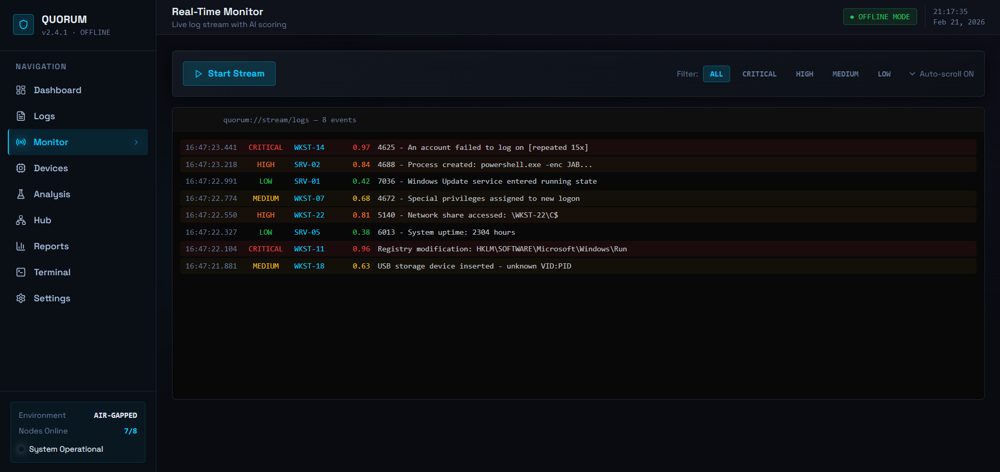 QUORUM
v2.4.1 · OFFLINE
NAVIGATION
Dashboard
Logs
Monitor
Devices
Analysis
Hub
Reports
Terminal
Settings
Environment AIR-GAPPED
Nodes Online 7/8
System Operational
Real-Time Monitor
Live log stream with AI scoring
● OFFLINE MODE
21:17:35
Feb 21, 2026
Start Stream
Filter: ALL CRITICAL HIGH MEDIUM LOW Auto-scroll ON
quorum://stream/logs — 8 events
16:47:23.441 CRITICAL WKST-14 0.97 4625 - An account failed to log on [repeated 15x]
16:47:23.218 HIGH SRV-02 0.84 4688 - Process created: powershell.exe -enc JAB...
16:47:22.991 LOW SRV-01 0.42 7036 - Windows Update service entered running state
16:47:22.774 MEDIUM WKST-07 0.68 4672 - Special privileges assigned to new logon
16:47:22.550 HIGH WKST-22 0.81 5140 - Network share accessed: \WKST-22\C$
16:47:22.327 LOW SRV-05 0.38 6013 - System uptime: 2304 hours
16:47:22.104 CRITICAL WKST-11 0.96 Registry modification: HKLM\SOFTWARE\Microsoft\Windows\Run
16:47:21.881 MEDIUM WKST-18 0.63 USB storage device inserted - unknown VID:PID